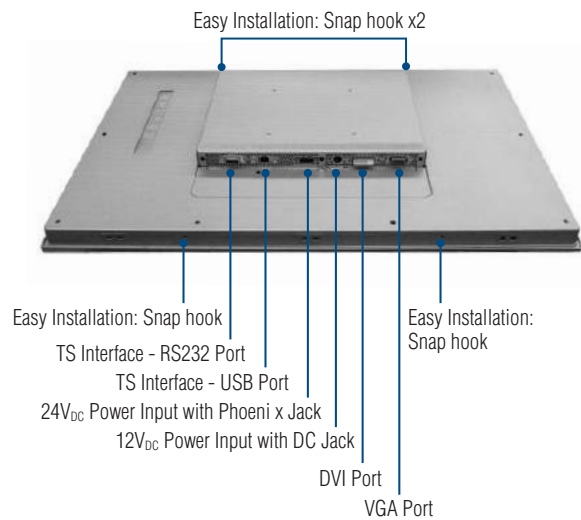 Easy Installation: Snap hook x2
Easy Installation: Snap hook
Easy Installation:
Snap hook
TS Interface - RS232 Port
TS Interface - USB Port
24VDC Power Input with Phoeni x Jack
12VDC Power Input with DC Jack
DVI Port
VGA Port